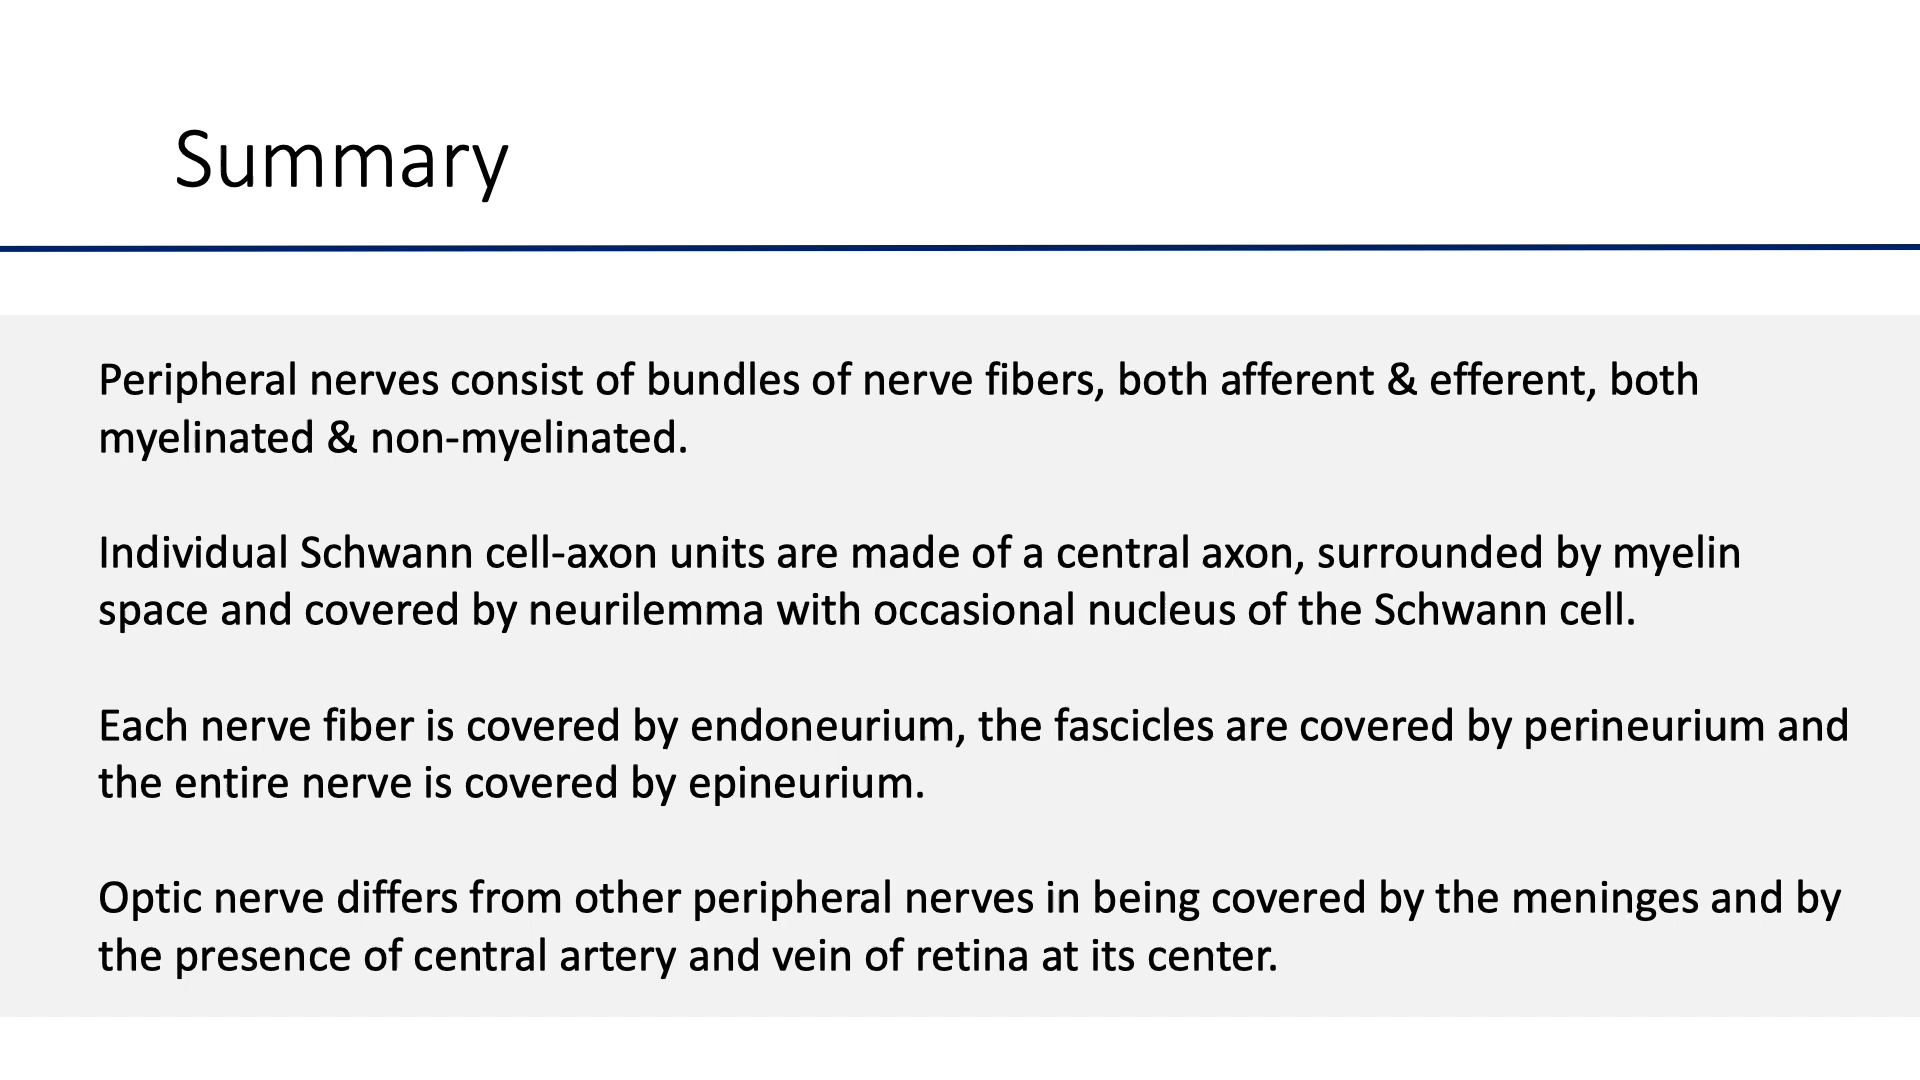 Summary
Peripheral nerves consist of bundles of nerve fibers, both afferent & efferent, both
myelinated & non-myelinated.
Individual Schwann cell-axon units are made of a central axon, surrounded by myelin
space and covered by neurilemma with occasional nucleus of the Schwann cell.
Each nerve fiber is covered by endoneurium, the fascicles are covered by perineurium and
the entire nerve is covered by epineurium.
Optic nerve differs from other peripheral nerves in being covered by the meninges and by
the presence of central artery and vein of retina at its center.